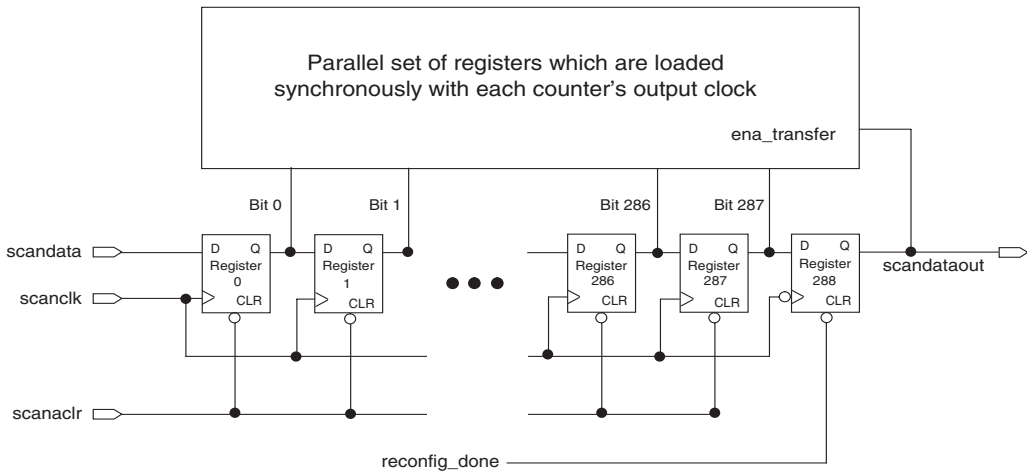 Parallel set of registers which are loaded
synchronously with each counter's output clock
ena_transfer
Bit 0
Bit 1
Bit 286
Bit 287
scandata
D Q
Register
0
CLR
D Q
Register
1
CLR
D Q
Register
286
CLR
D Q
Register
287
CLR
D Q
Register
288
CLR
scandataout
scanclk
scanaclr
reconfig_done